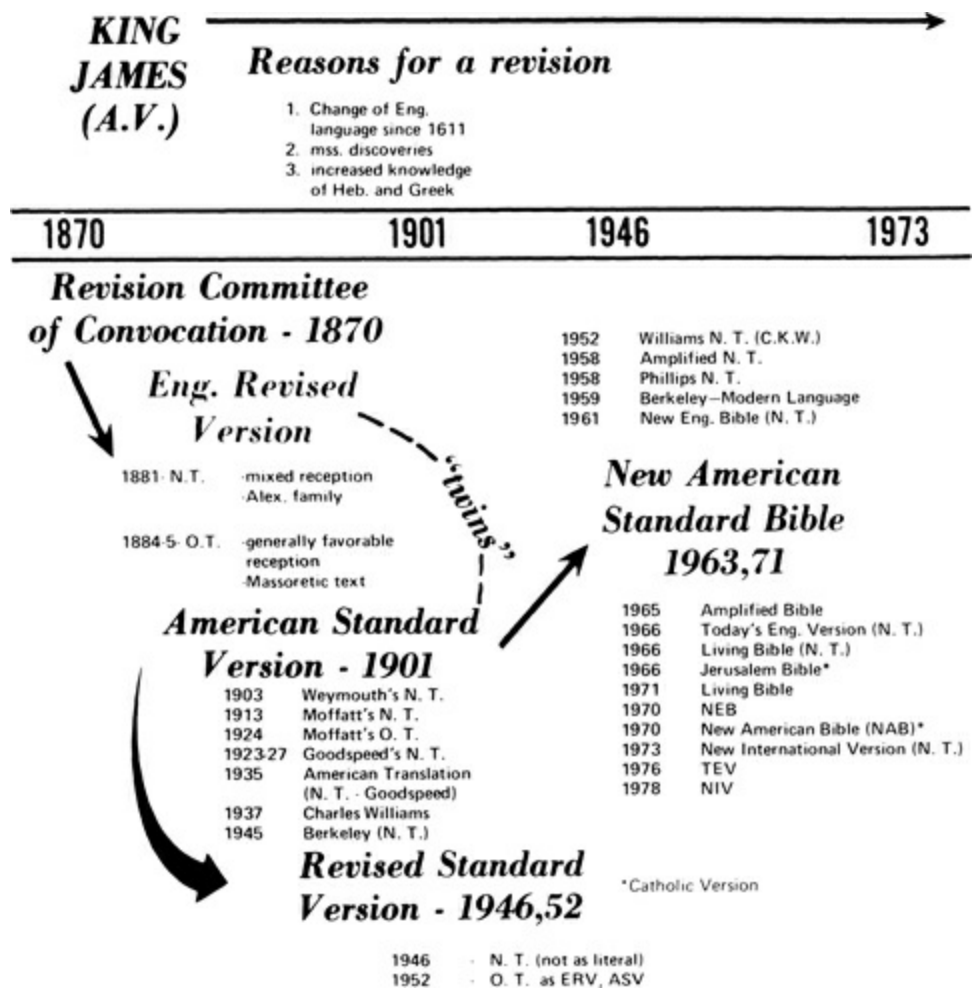 KING
JAMES
(A.V.)
Reasons for a revision
1. Change of Eng.
language since 1611
2. mss. discoveries
3. increased knowledge
of Heb. and Greek
1870 1901 1946 1973
Revision Committee
of Convocation - 1870
Eng. Revised
Version
1881- N.T. -mixed reception
-Alex. family
1884-5- O.T. -generally favorable
reception
-Massoretic text
"twins"
American Standard
Version - 1901
1903 Weymouth's N. T.
1913 Moffatt's N. T.
1924 Moffatt's O. T.
1923-27 Goodspeed's N. T.
1935 American Translation
(N. T. - Goodspeed)
1937 Charles Williams
1945 Berkeley (N. T.)
Revised Standard
Version - 1946,52
1946 - N. T. (not as literal)
1952 - O. T. as ERV, ASV
1952 Williams N. T. (C.K.W.)
1958 Amplified N. T.
1958 Phillips N. T.
1959 Berkeley—Modern Language
1961 New Eng. Bible (N. T.)
New American
Standard Bible
1963,71
1965 Amplified Bible
1966 Today's Eng. Version (N. T.)
1966 Living Bible (N. T.)
1966 Jerusalem Bible*
1971 Living Bible
1970 NEB
1970 New American Bible (NAB)*
1973 New International Version (N. T.)
1976 TEV
1978 NIV
*Catholic Version